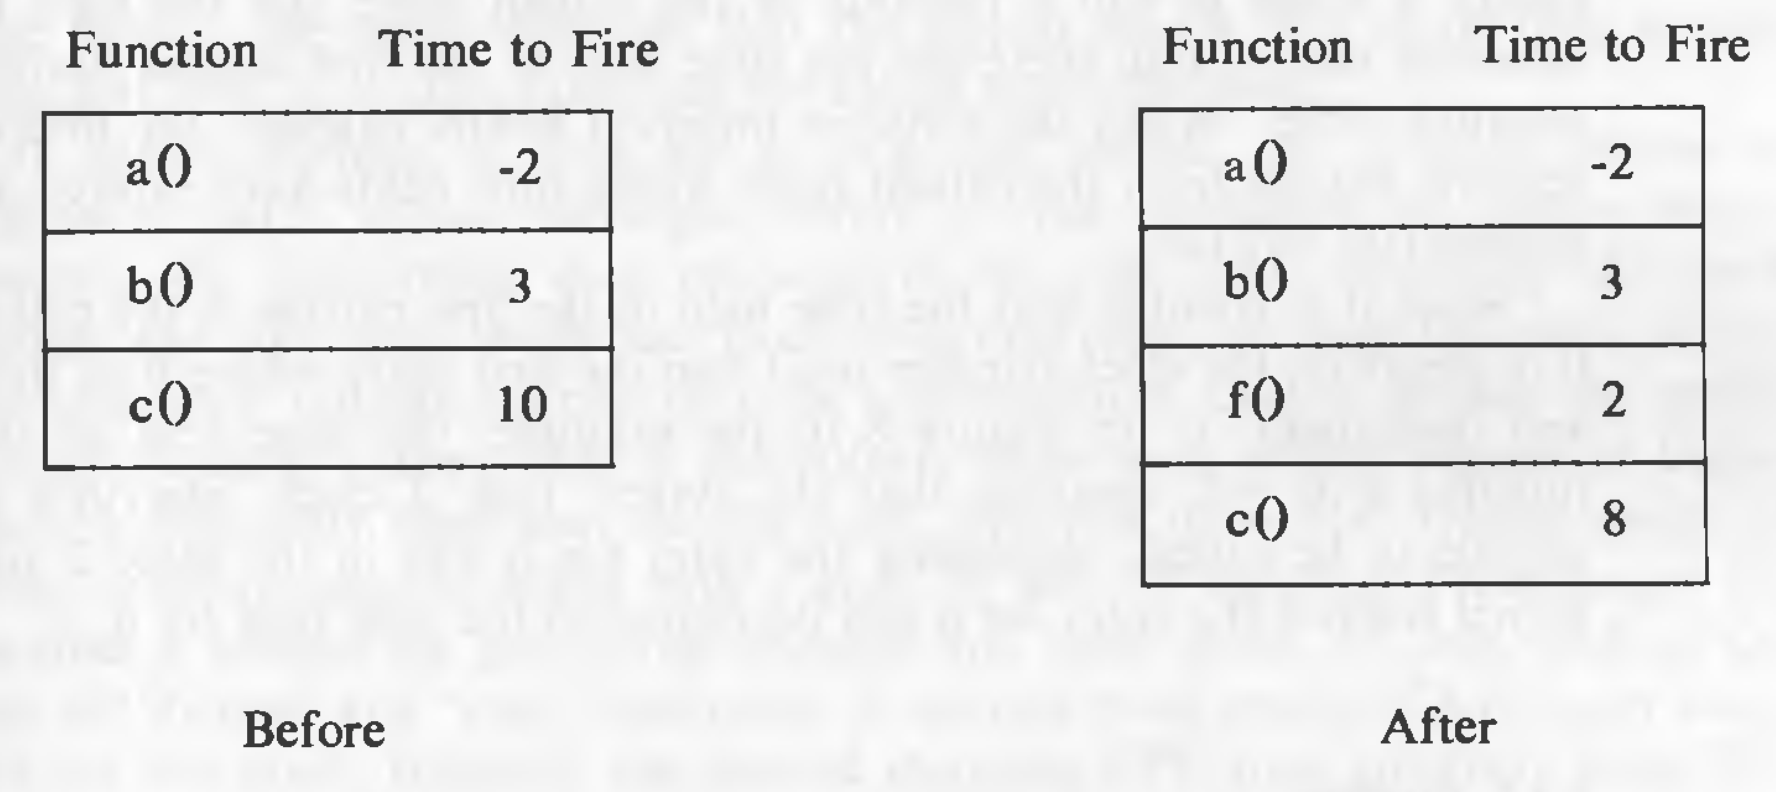 Function Time to Fire
a() -2
b() 3
c() 10
Before
Function Time to Fire
a() -2
b() 3
f() 2
c() 8
After